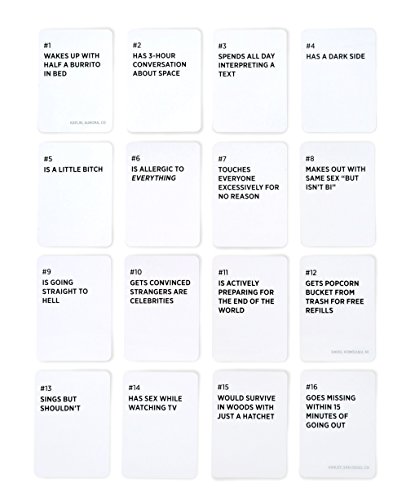 #1
WAKES UP WITH
HALF A BURRITO
IN BED
#2
HAS 3-HOUR
CONVERSATION
ABOUT SPACE
#3
SPENDS ALL DAY
INTERPRETING A
TEXT
#4
HAS A DARK SIDE
#5
IS A LITTLE BITCH
#6
IS ALLERGIC TO
EVERYTHING
#7
TOUCHES
EVERYONE
EXCESSIVELY FOR
NO REASON
#8
MAKES OUT WITH
SAME SEX "BUT
ISN'T BI"
#9
IS GOING
STRAIGHT TO
HELL
#10
GETS CONVINCED
STRANGERS ARE
CELEBRITIES
#11
IS ACTIVELY
PREPARING FOR
THE END OF THE
WORLD
#12
GETS POPCORN
BUCKET FROM
TRASH FOR FREE
REFILLS
#13
SINGS BUT
SHOULDN'T
#14
HAS SEX WHILE
WATCHING TV
#15
WOULD SURVIVE
IN WOODS WITH
JUST A HATCHET
#16
GOES MISSING
WITHIN 15
MINUTES OF
GOING OUT